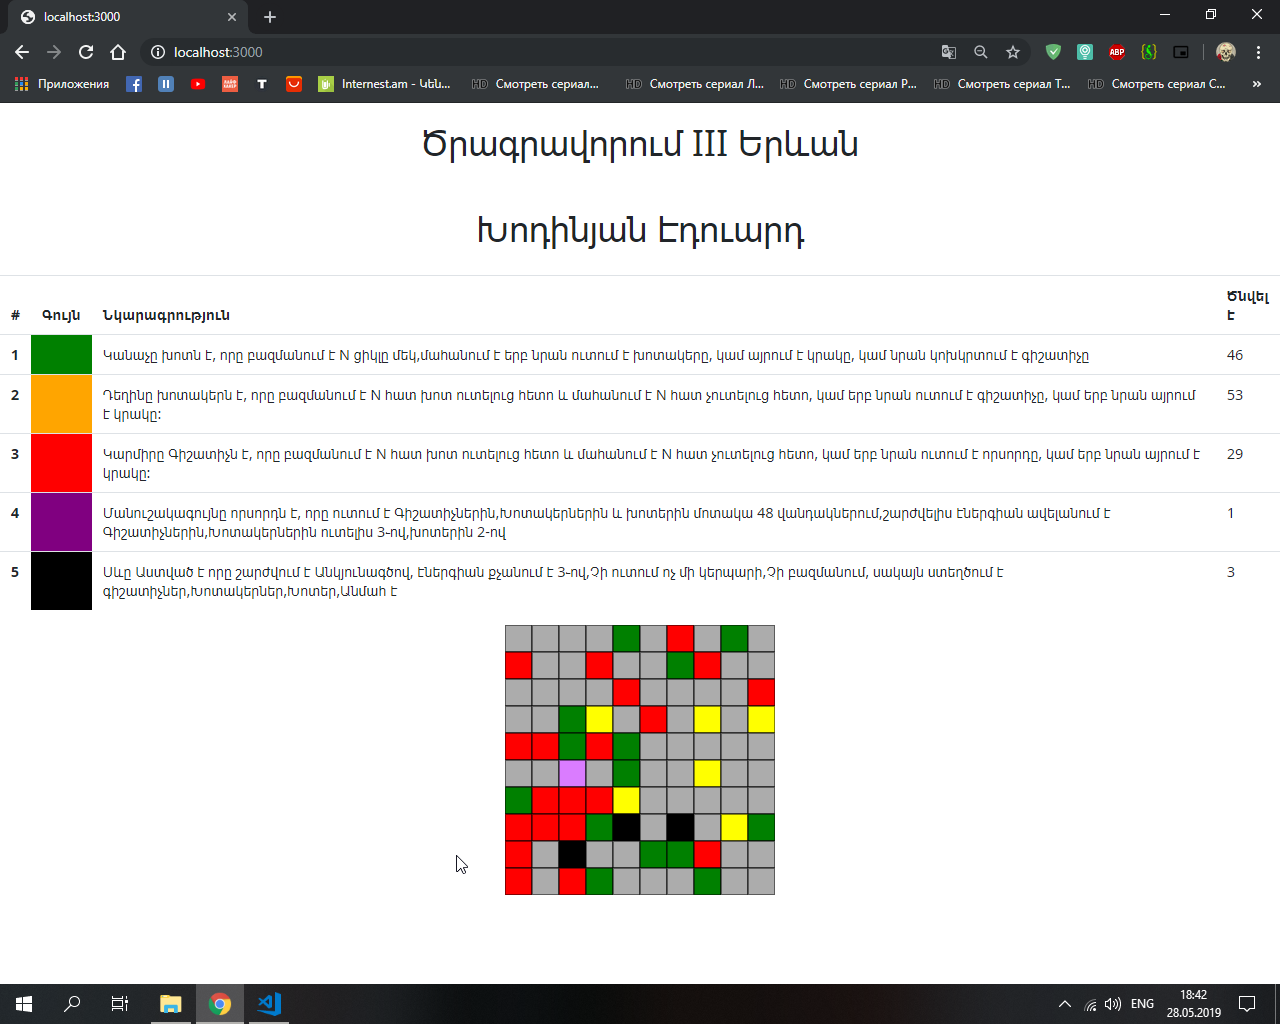 localhost:3000
localhost:3000
Приложения
Internest.am - Կեն...
HD Смотреть сериал...
HD Смотреть сериал Л...
HD Смотреть сериал Р...
HD Смотреть сериал Т...
HD Смотреть сериал С...
»
Ծրագրավորում III Երևան
Խոդինյան Էդուարդ
# Գույն Նկարագրություն Ծնվել է
1 Կանաչը խոտն է, որը բազմանում է N ցիկլը մեկ,մահանում է երբ նրան ուտում է խոտակերը, կամ այրում է կրակը, կամ նրան կոխկրտում է գիշատիչը 46
2 Դեղինը խոտակերն է, որը բազմանում է N հատ խոտ ուտելուց հետո և մահանում է N հատ չուտելուց հետո, կամ երբ նրան ուտում է գիշատիչը, կամ երբ նրան այրում 53
է կրակը:
3 Կարմիրը Գիշատիչն է, որը բազմանում է N հատ խոտ ուտելուց հետո և մահանում է N հատ չուտելուց հետո, կամ երբ նրան ուտում է որսորդը, կամ երբ նրան այրում է 29
կրակը:
4 Մանուշակագույնը որսորդն է, որը ուտում է Գիշատիչներին,Խոտակերներին և խոտերին մոտակա 48 վանդակներում,շարժվելիս էներգիան ավելանում է 1
Գիշատիչներին,Խոտակերներին ուտելիս 3-ով,խոտերին 2-ով
5 Սևը Աստված է որը շարժվում է Անկյունագծով, էներգիան քչանում է 3-ով,Չի ուտում ոչ մի կերպարի,Չի բազմանում, սակայն ստեղծում է 3
գիշատիչներ,Խոտակերներ,Խոտեր,Անմահ է
ENG
18:42
28.05.2019